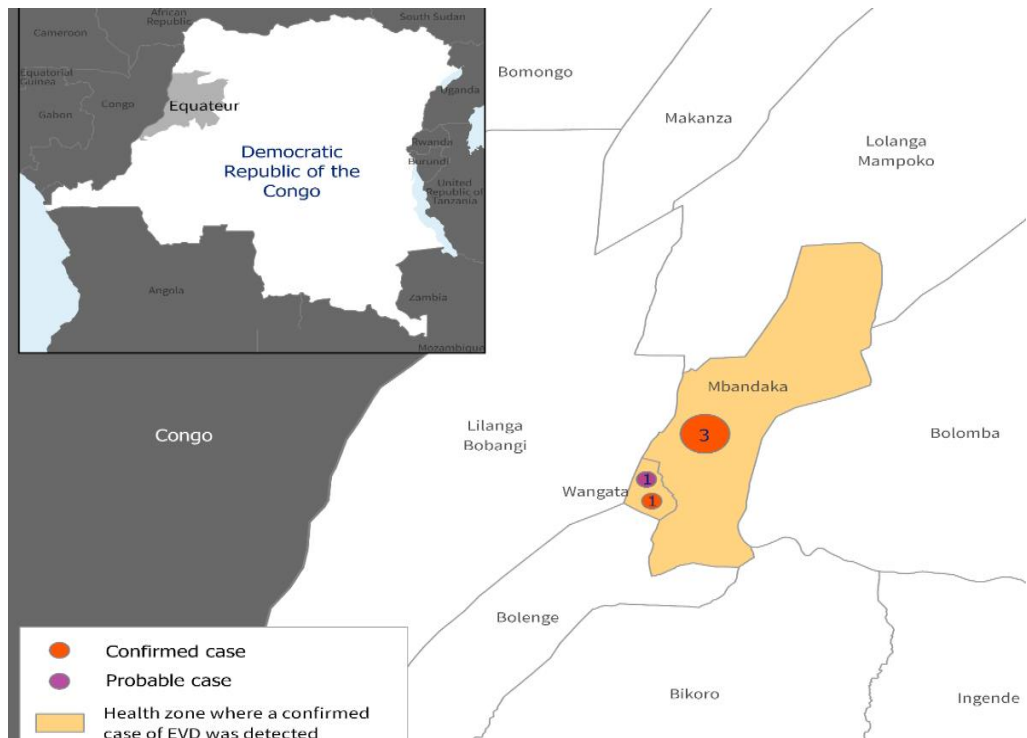 African
Republic
South Sudan
Cameroon
Equatorial
Guinea
Congo
Gabon
Equateur
Uganda
Rwanda
Burundi
Democratic
Republic of the
Congo
United
Republic of
Tanzania
Angola
Zambia
Mozambique
Bomongo
Makanza
Lolanga
Mampoko
Mbandaka
3
Congo
Lilanga
Bobangi
Bolomba
1
Wangata
1
Bolenge
Bikoro
Ingende
Confirmed case
Probable case
Health zone where a confirmed
case of EVD was detected